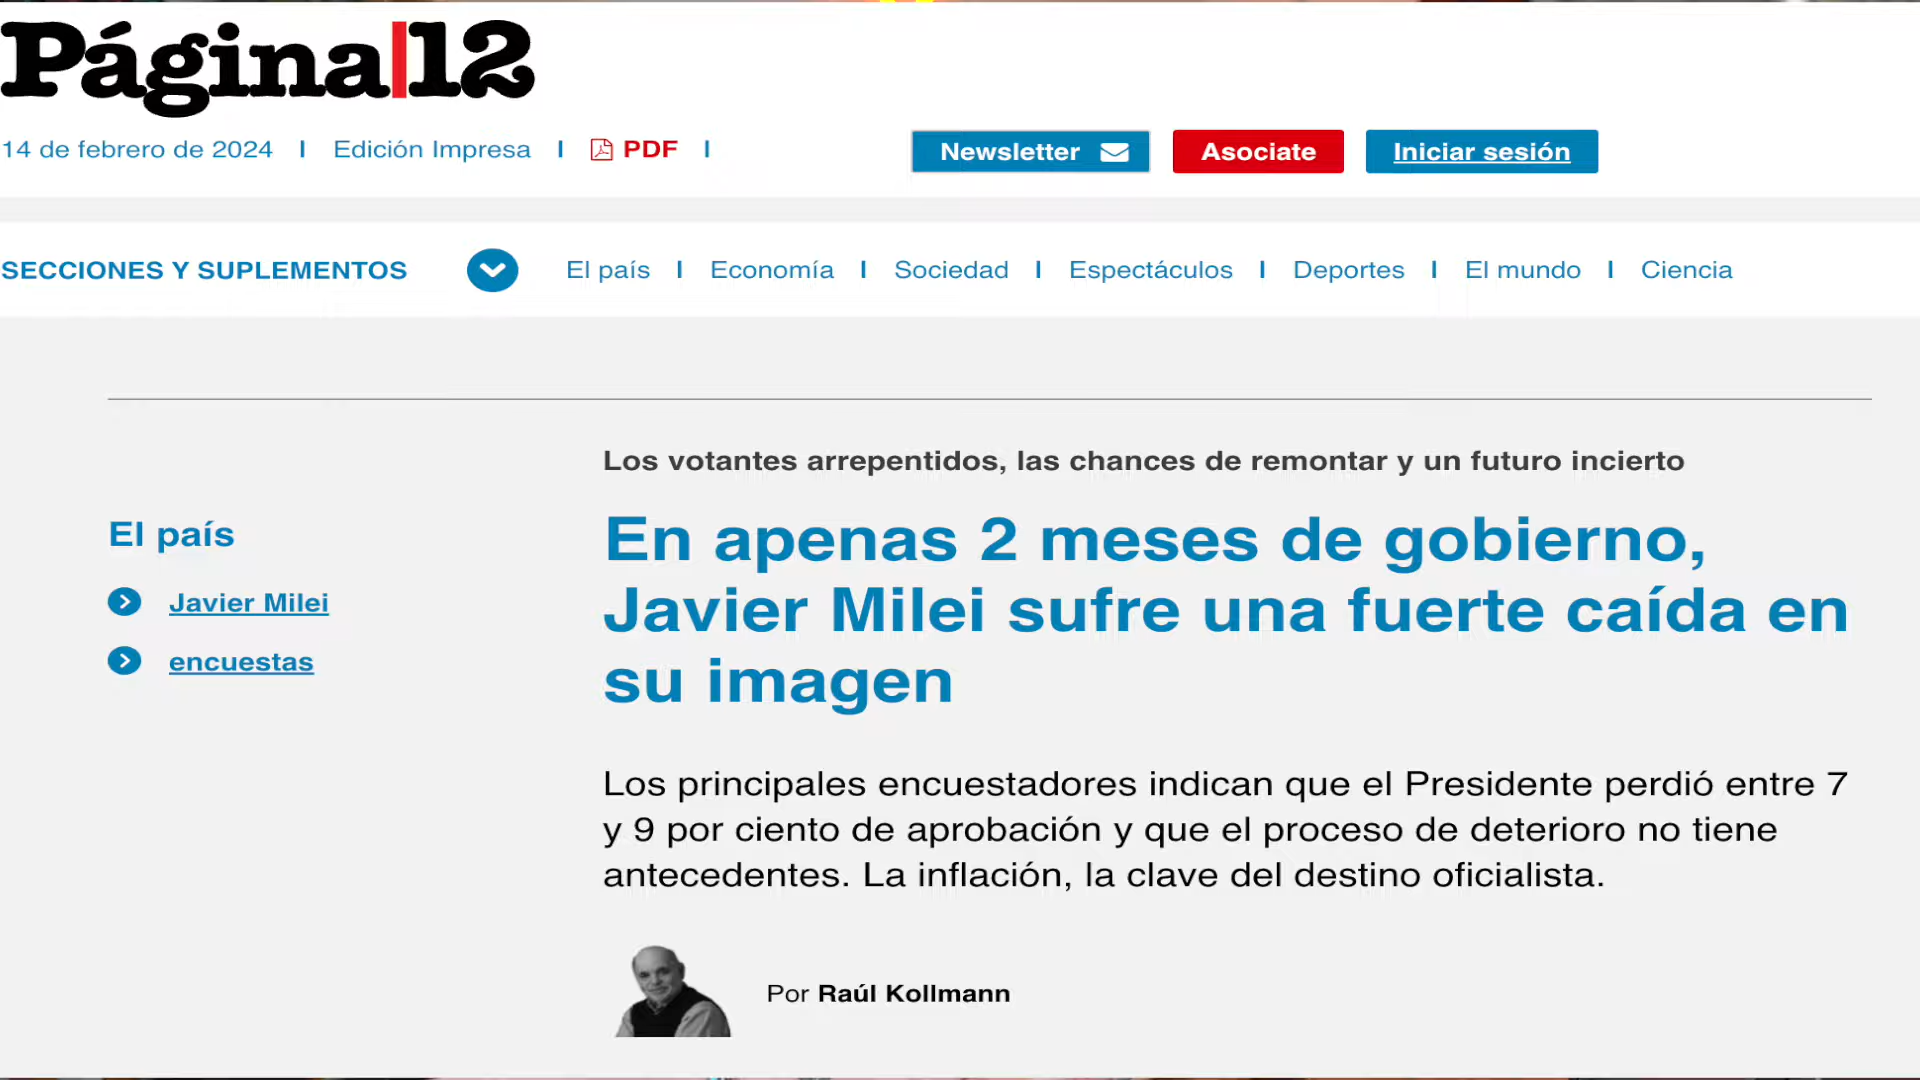 Página|12
14 de febrero de 2024 | Edición Impresa | PDF |
Newsletter Asociate Iniciar sesión
SECCIONES Y SUPLEMENTOS El país | Economía | Sociedad | Espectáculos | Deportes | El mundo | Ciencia
Los votantes arrepentidos, las chances de remontar y un futuro incierto
El país
Javier Milei
encuestas
En apenas 2 meses de gobierno,
Javier Milei sufre una fuerte caída en
su imagen
Los principales encuestadores indican que el Presidente perdió entre 7
y 9 por ciento de aprobación y que el proceso de deterioro no tiene
antecedentes. La inflación, la clave del destino oficialista.
Por Raúl Kollmann